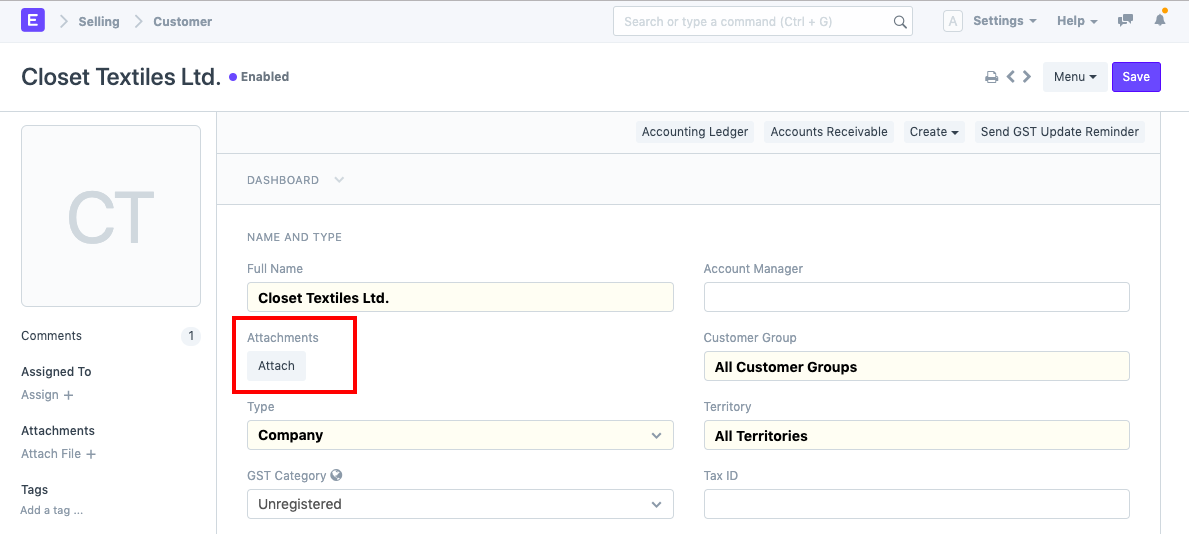 E Selling Customer Search or type a command (Ctrl + G) A Settings Help
Closet Textiles Ltd. Enabled Menu Save
Accounting Ledger Accounts Receivable Create Send GST Update Reminder
CT
DASHBOARD
NAME AND TYPE
Full Name
Closet Textiles Ltd.
Account Manager
Attachments
Attach
Customer Group
All Customer Groups
Type
Company
Territory
All Territories
GST Category
Unregistered
Tax ID
Comments 1
Assigned To
Assign +
Attachments
Attach File +
Tags
Add a tag ...